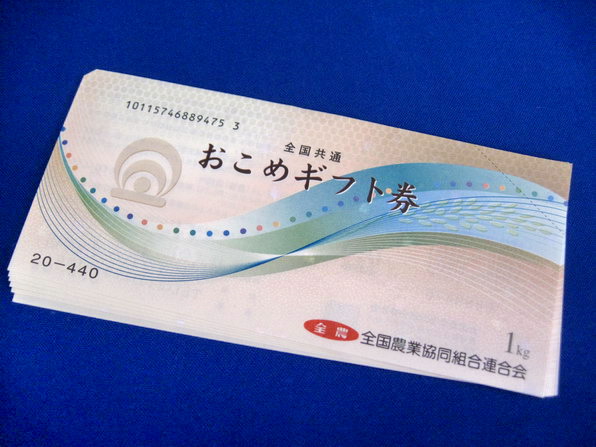 10115746889475 3
全国共通
おこめギフト券
20-440
全農 全国農業協同組合連合会
1kg